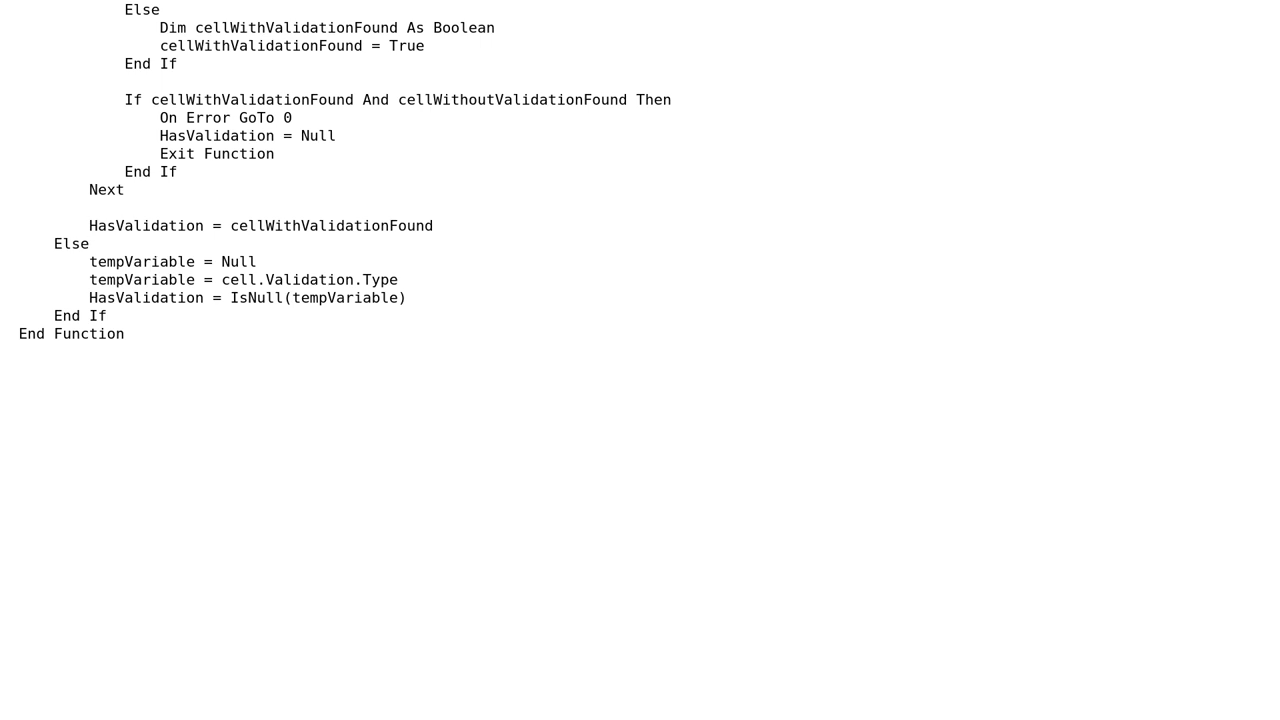 Else
                Dim cellWithValidationFound As Boolean
                cellWithValidationFound = True
            End If

            If cellWithValidationFound And cellWithoutValidationFound Then
                On Error GoTo 0
                HasValidation = Null
                Exit Function
            End If
        Next

        HasValidation = cellWithValidationFound
    Else
        tempVariable = Null
        tempVariable = cell.Validation.Type
        HasValidation = IsNull(tempVariable)
    End If
End Function